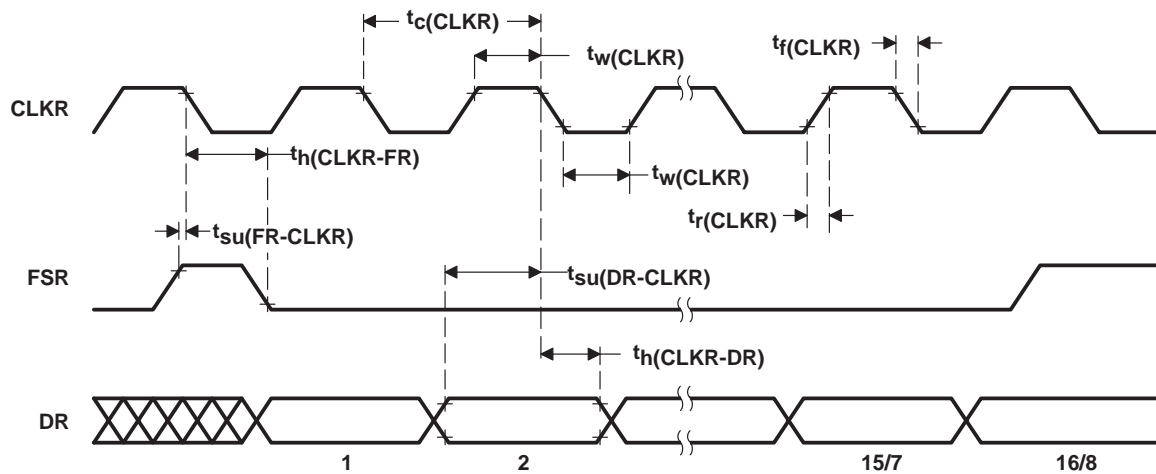 tc(CLKR)
tw(CLKR)
tf(CLKR)
CLKR
th(CLKR-FR)
tw(CLKR)
tr(CLKR)
tsu(FR-CLKR)
FSR
tsu(DR-CLKR)
th(CLKR-DR)
DR
1 2 15/7 16/8